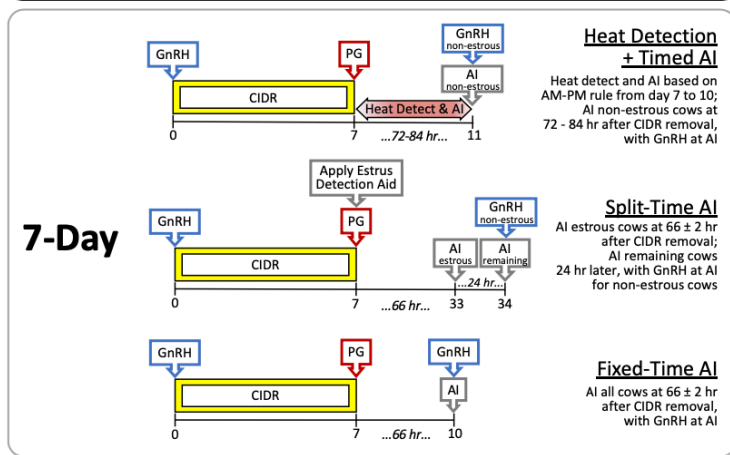 7-Day
GnRH
PG
GnRH
non-estrous
AI
non-estrous
CIDR
Heat Detect & AI
0
7
...72-84 hr...
11
Heat Detection
+ Timed AI
Heat detect and AI based on
AM-PM rule from day 7 to 10;
AI non-estrous cows at
72 - 84 hr after CIDR removal,
with GnRH at AI
Apply Estrus
Detection Aid
GnRH
PG
GnRH
non-estrous
AI
estrous
AI
remaining
CIDR
...24 hr...
0
7
...66 hr...
33
34
Split-Time AI
AI estrous cows at 66 ± 2 hr
after CIDR removal;
AI remaining cows
24 hr later, with GnRH at AI
for non-estrous cows
GnRH
PG
GnRH
AI
CIDR
0
7
...66 hr...
10
Fixed-Time AI
AI all cows at 66 ± 2 hr
after CIDR removal,
with GnRH at AI